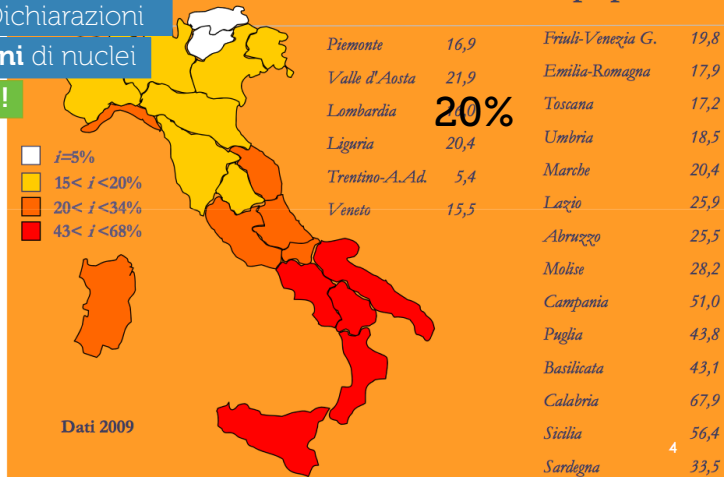 Dichiarazioni
ni di nuclei
!
i=5%
15< i <20%
20< i <34%
43< i <68%
Dati 2009
Piemonte 16,9
Valle d'Aosta 21,9
Lombardia
20%
Liguria 20,4
Trentino-A.Ad. 5,4
Veneto 15,5
Friuli-Venezia G. 19,8
Emilia-Romagna 17,9
Toscana 17,2
Umbria 18,5
Marche 20,4
Lazio 25,9
Abruzzo 25,5
Molise 28,2
Campania 51,0
Puglia 43,8
Basilicata 43,1
Calabria 67,9
Sicilia 56,4
Sardegna 33,5
4